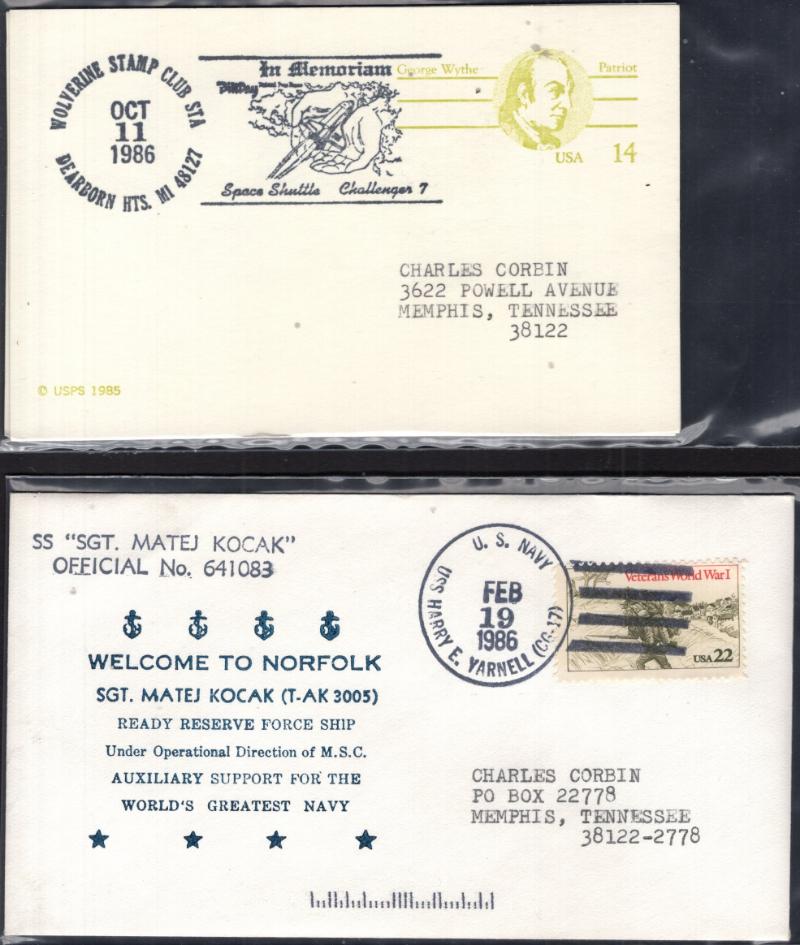 WOLVERINE STAMP CLUB STA
OCT
11
1986
DEARBORN HTS. MI 48127
In Memoriam
Space Shuttle Challenger 7
George Wythe
Patriot
USA
14
CHARLES CORBIN
3622 POWELL AVENUE
MEMPHIS, TENNESSEE
38122
© USPS 1985
SS "SGT. MATEJ KOCAK"
OFFICIAL No. 641083
WELCOME TO NORFOLK
SGT. MATEJ KOCAK (T-AK 3005)
READY RESERVE FORCE SHIP
Under Operational Direction of M.S.C.
AUXILIARY SUPPORT FOR THE
WORLD'S GREATEST NAVY
U. S. NAVY
FEB
19
1986
USS HARRY E. YARNELL (CG-17)
Veterans World War I
USA 22
CHARLES CORBIN
PO BOX 22778
MEMPHIS, TENNESSEE
38122-2778